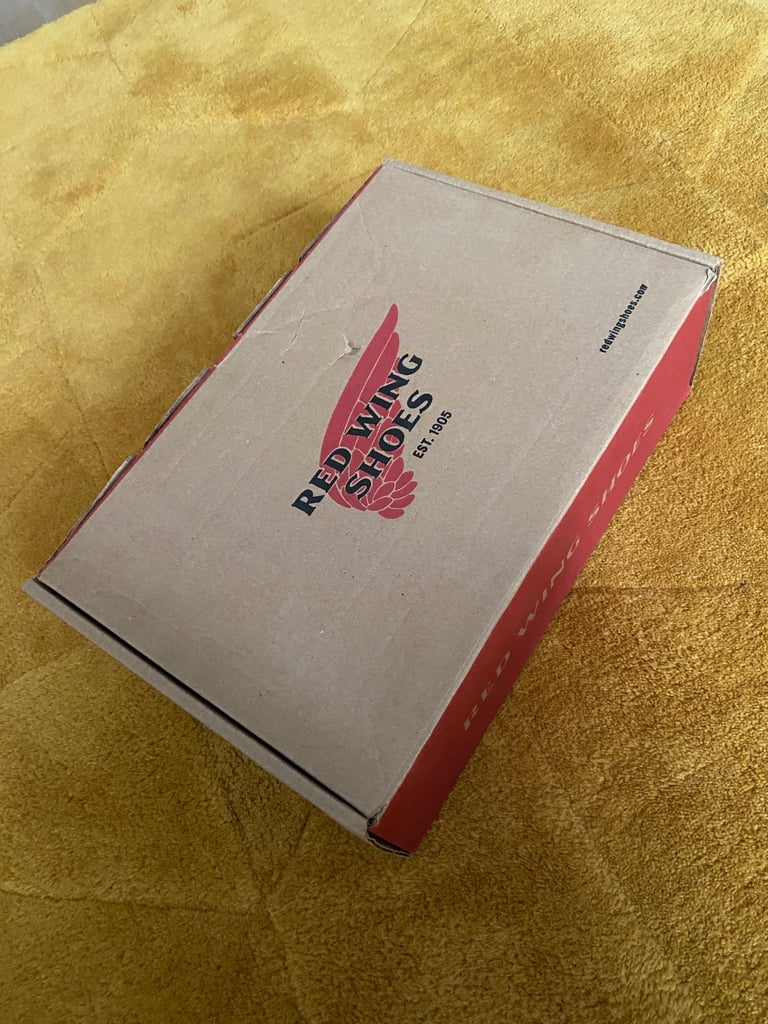 RED WING
SHOES
EST. 1905
redwingshoes.com
RED WING SHOES